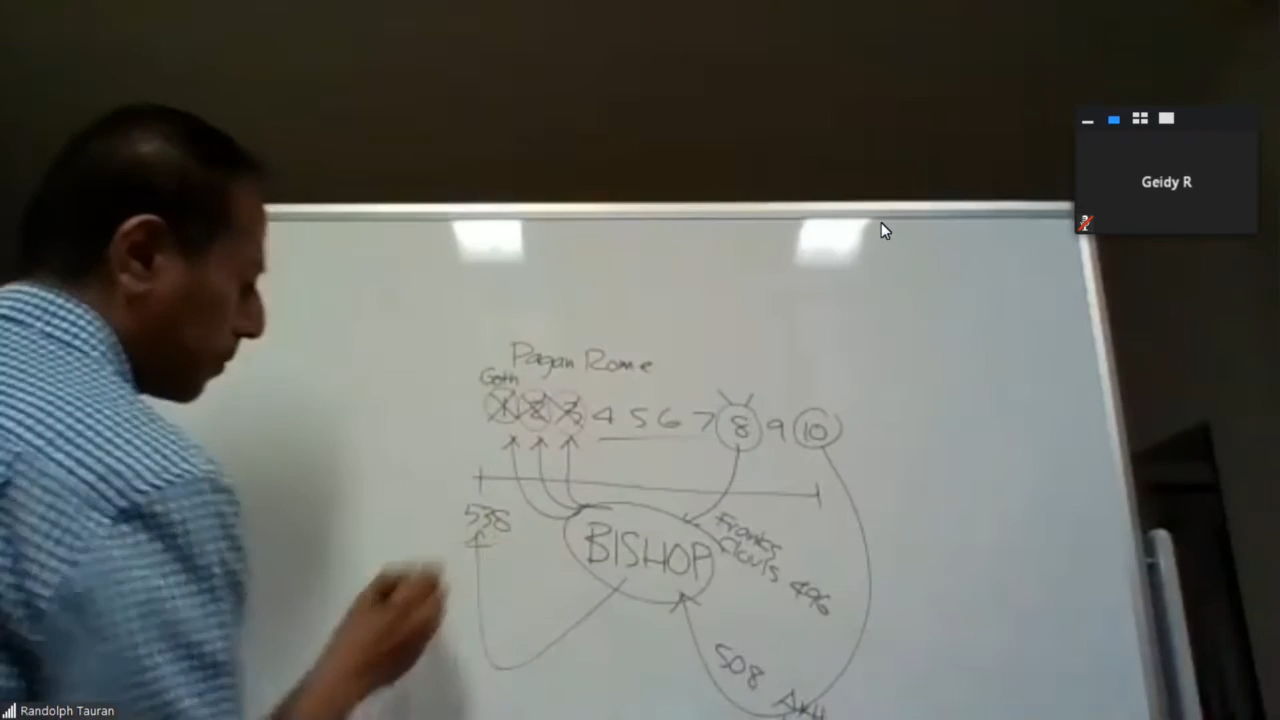 Geidy R
Pagan Rome
Goth
1 2 3 4 5 6 7 8 9 10
538
BISHOP
Franks
Clovis 496
508
Randolph Tauran